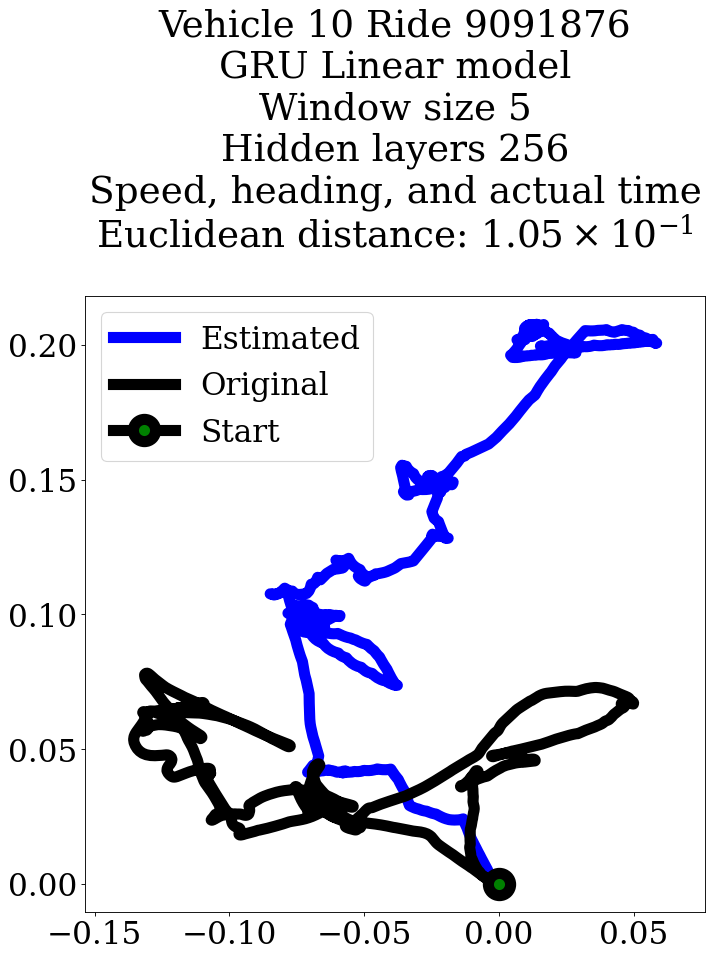 Vehicle 10 Ride 9091876
GRU Linear model
Window size 5
Hidden layers 256
Speed, heading, and actual time
Euclidean distance: 1.05 × 10⁻¹
Estimated
Original
Start
0.20
0.15
0.10
0.05
0.00
−0.15 −0.10 −0.05 0.00 0.05